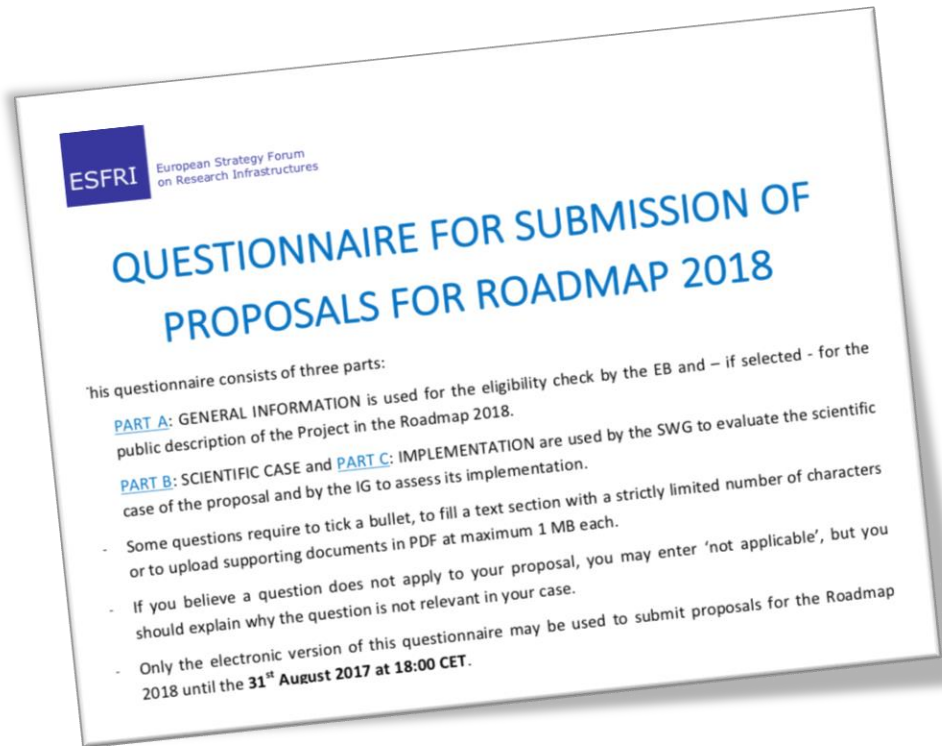 ESFRI
European Strategy Forum
on Research Infrastructures
QUESTIONNAIRE FOR SUBMISSION OF
PROPOSALS FOR ROADMAP 2018
his questionnaire consists of three parts:
PART A: GENERAL INFORMATION is used for the eligibility check by the EB and – if selected - for the
public description of the Project in the Roadmap 2018.
PART B: SCIENTIFIC CASE and PART C: IMPLEMENTATION are used by the SWG to evaluate the scientific
case of the proposal and by the IG to assess its implementation.
- Some questions require to tick a bullet, to fill a text section with a strictly limited number of characters
or to upload supporting documents in PDF at maximum 1 MB each.
- If you believe a question does not apply to your proposal, you may enter ‘not applicable’, but you
should explain why the question is not relevant in your case.
- Only the electronic version of this questionnaire may be used to submit proposals for the Roadmap
2018 until the 31st August 2017 at 18:00 CET.